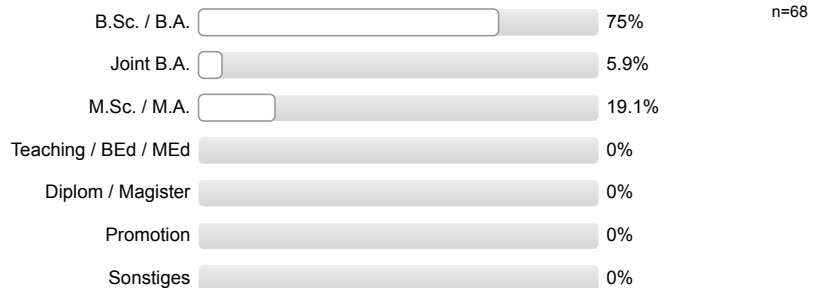 B.Sc. / B.A. 75% n=68
Joint B.A. 5.9%
M.Sc. / M.A. 19.1%
Teaching / BEd / MEd 0%
Diplom / Magister 0%
Promotion 0%
Sonstiges 0%